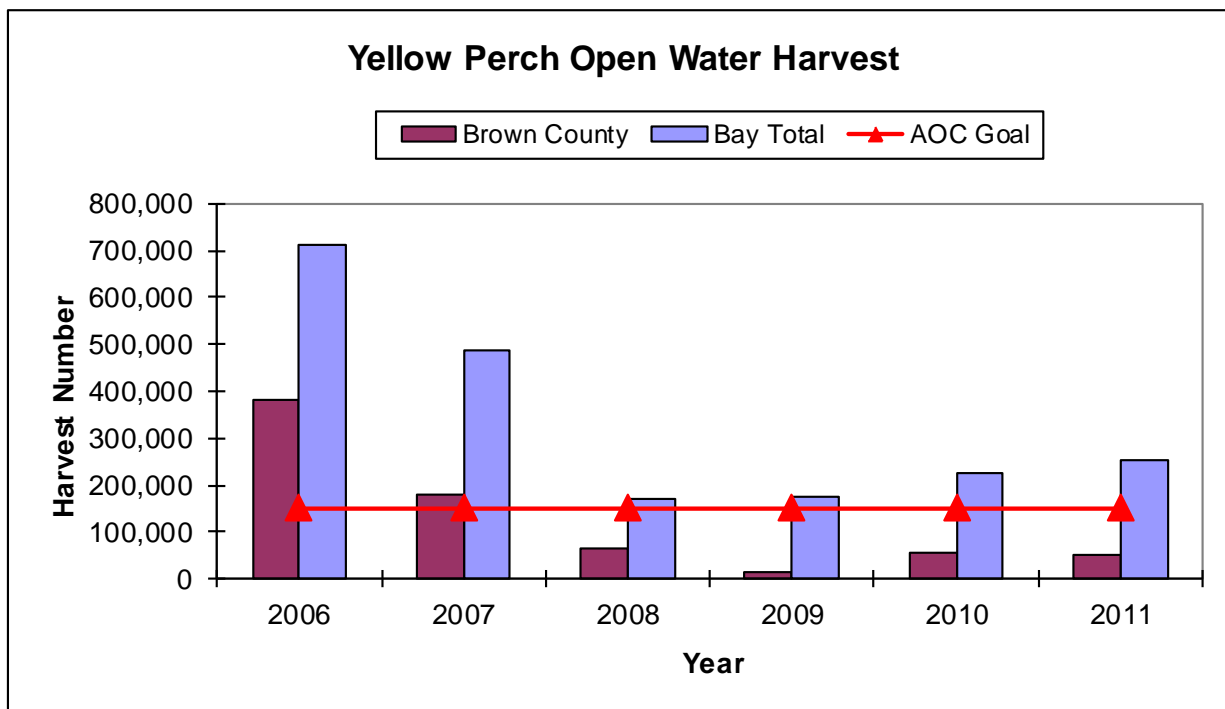 Yellow Perch Open Water Harvest
Brown County Bay Total AOC Goal
800,000
700,000
600,000
500,000
400,000
300,000
200,000
100,000
0
Harvest Number
2006 2007 2008 2009 2010 2011
Year